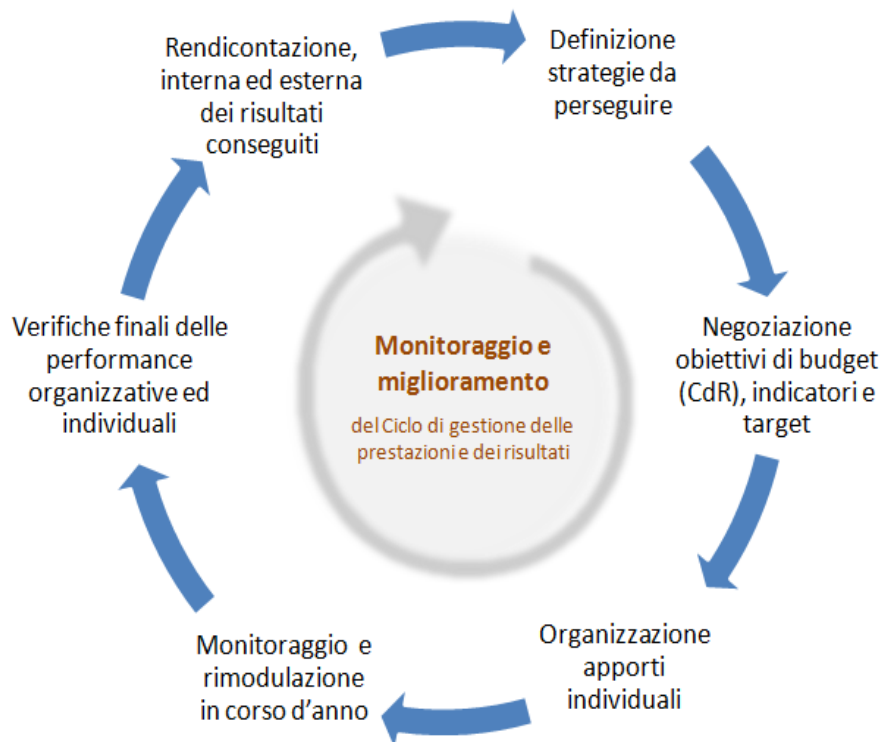 Rendicontazione,
interna ed esterna
dei risultati
conseguiti
Definizione
strategie da
perseguire
Negoziazione
obiettivi di budget
(CdR), indicatori e
target
Organizzazione
apporti
individuali
Monitoraggio e
rimodulazione
in corso d’anno
Verifiche finali delle
performance
organizzative ed
individuali
Monitoraggio e
miglioramento
del Ciclo di gestione delle
prestazioni e dei risultati